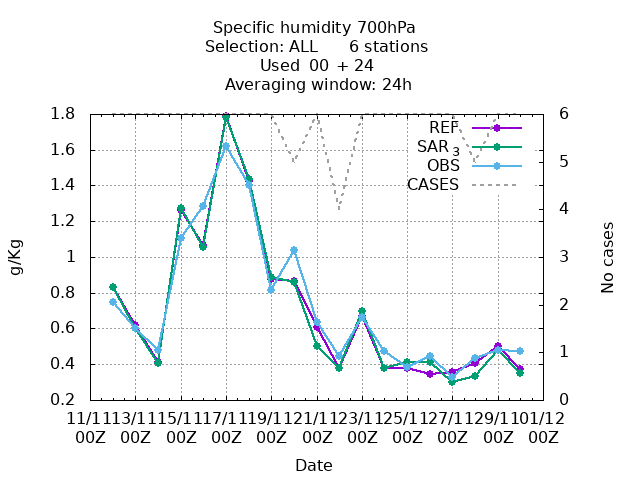 Specific humidity 700hPa
Selection: ALL 6 stations
Used 00 + 24
Averaging window: 24h
1.8 6
REF
SAR 3
1.6
OBS 5
CASES
1.4
1.2 4
1 3
0.8
2
0.6
0.4 1
0.2 0
g/Kg
No cases
11/11 13/11 15/11 17/11 19/11 21/11 23/11 25/11 27/11 29/11 01/12
00Z 00Z 00Z 00Z 00Z 00Z 00Z 00Z 00Z 00Z 00Z
Date